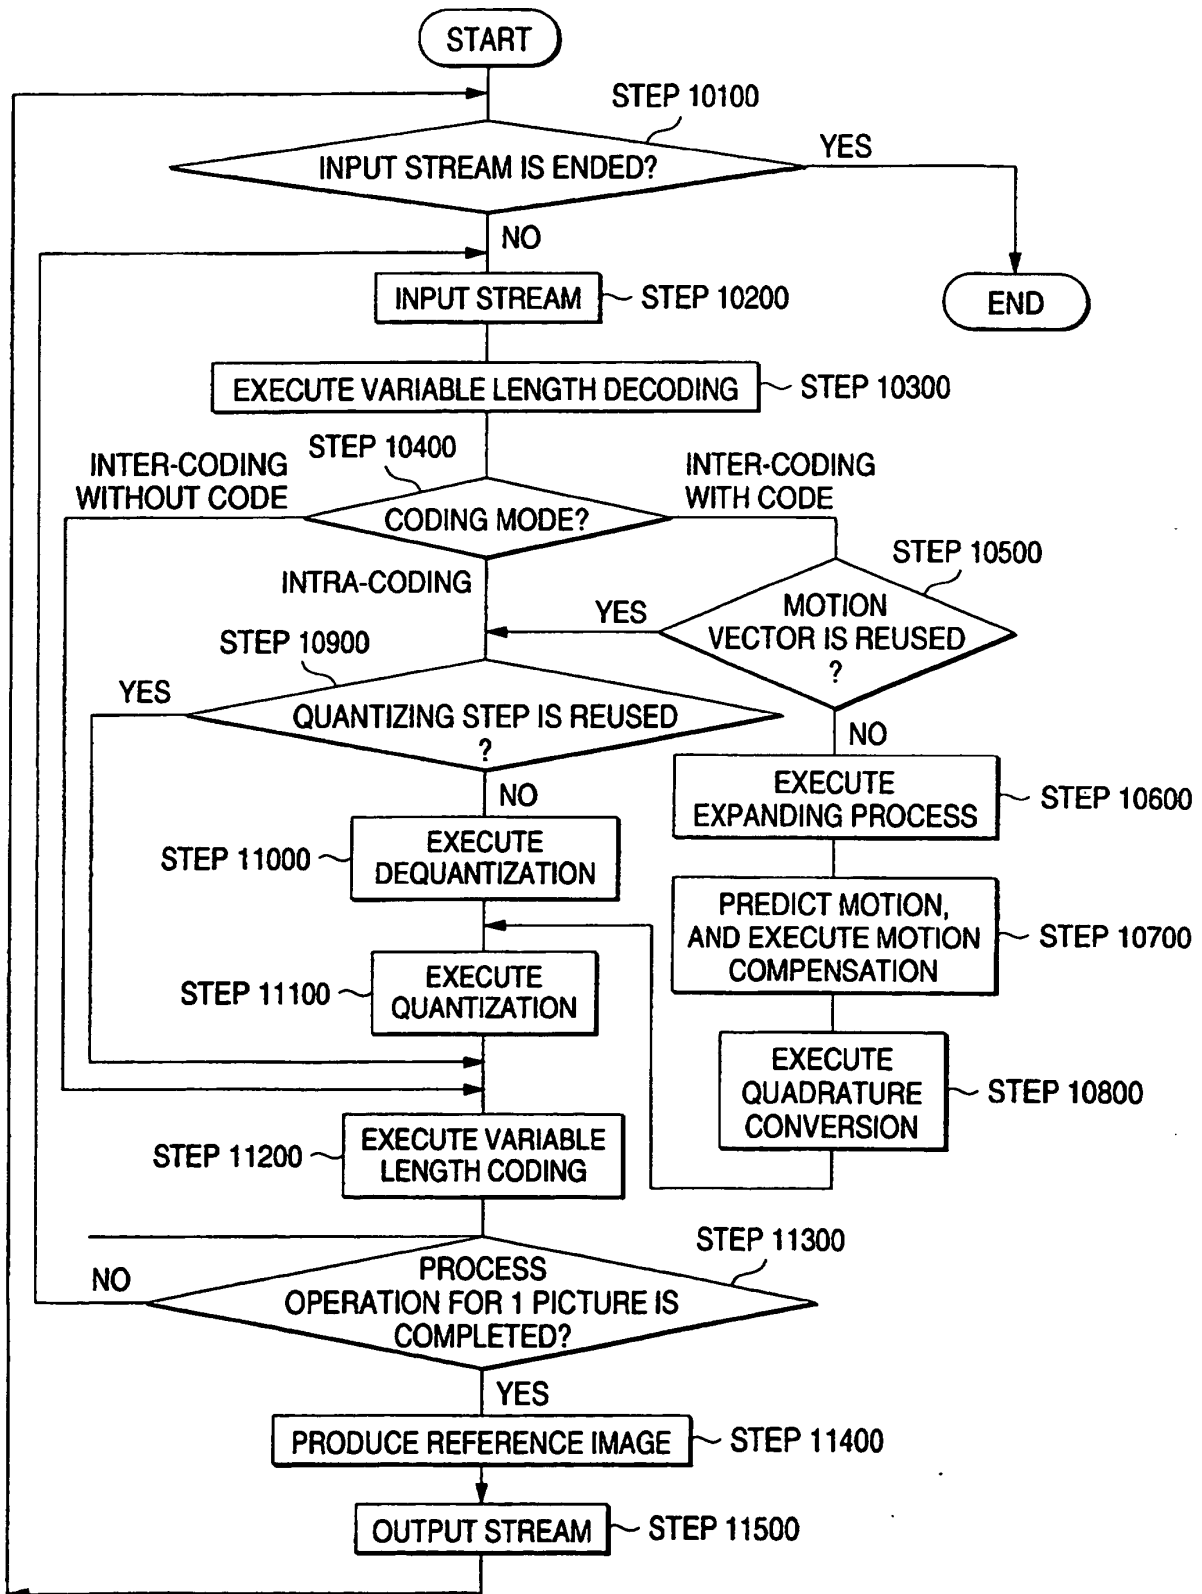 START
STEP 10100
INPUT STREAM IS ENDED?
YES
NO
INPUT STREAM
STEP 10200
END
EXECUTE VARIABLE LENGTH DECODING
STEP 10300
STEP 10400
INTER-CODING
WITHOUT CODE
INTER-CODING
WITH CODE
CODING MODE?
STEP 10500
INTRA-CODING
YES
MOTION
VECTOR IS REUSED
?
STEP 10900
YES
QUANTIZING STEP IS REUSED
?
NO
NO
EXECUTE
EXPANDING PROCESS
STEP 10600
STEP 11000
EXECUTE
DEQUANTIZATION
PREDICT MOTION,
AND EXECUTE MOTION
COMPENSATION
STEP 10700
STEP 11100
EXECUTE
QUANTIZATION
EXECUTE
QUADRATURE
CONVERSION
STEP 10800
STEP 11200
EXECUTE VARIABLE
LENGTH CODING
STEP 11300
NO
PROCESS
OPERATION FOR 1 PICTURE IS
COMPLETED?
YES
PRODUCE REFERENCE IMAGE
STEP 11400
OUTPUT STREAM
STEP 11500